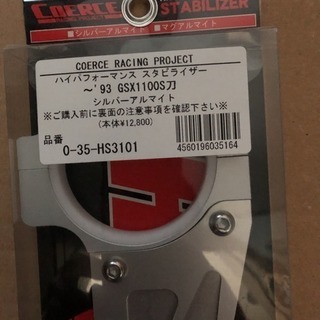 COERCE
RACING PROJECT
STABILIZER
■シルバーアルマイト ■マグアルマイト
COERCE RACING PROJECT
ハイパフォーマンス スタビライザー
～'93 GSX1100S刀
シルバーアルマイト
※ご購入前に裏面の注意事項を確認下さい※
(本体¥12,800)
品番
0-35-HS3101
4560196035164